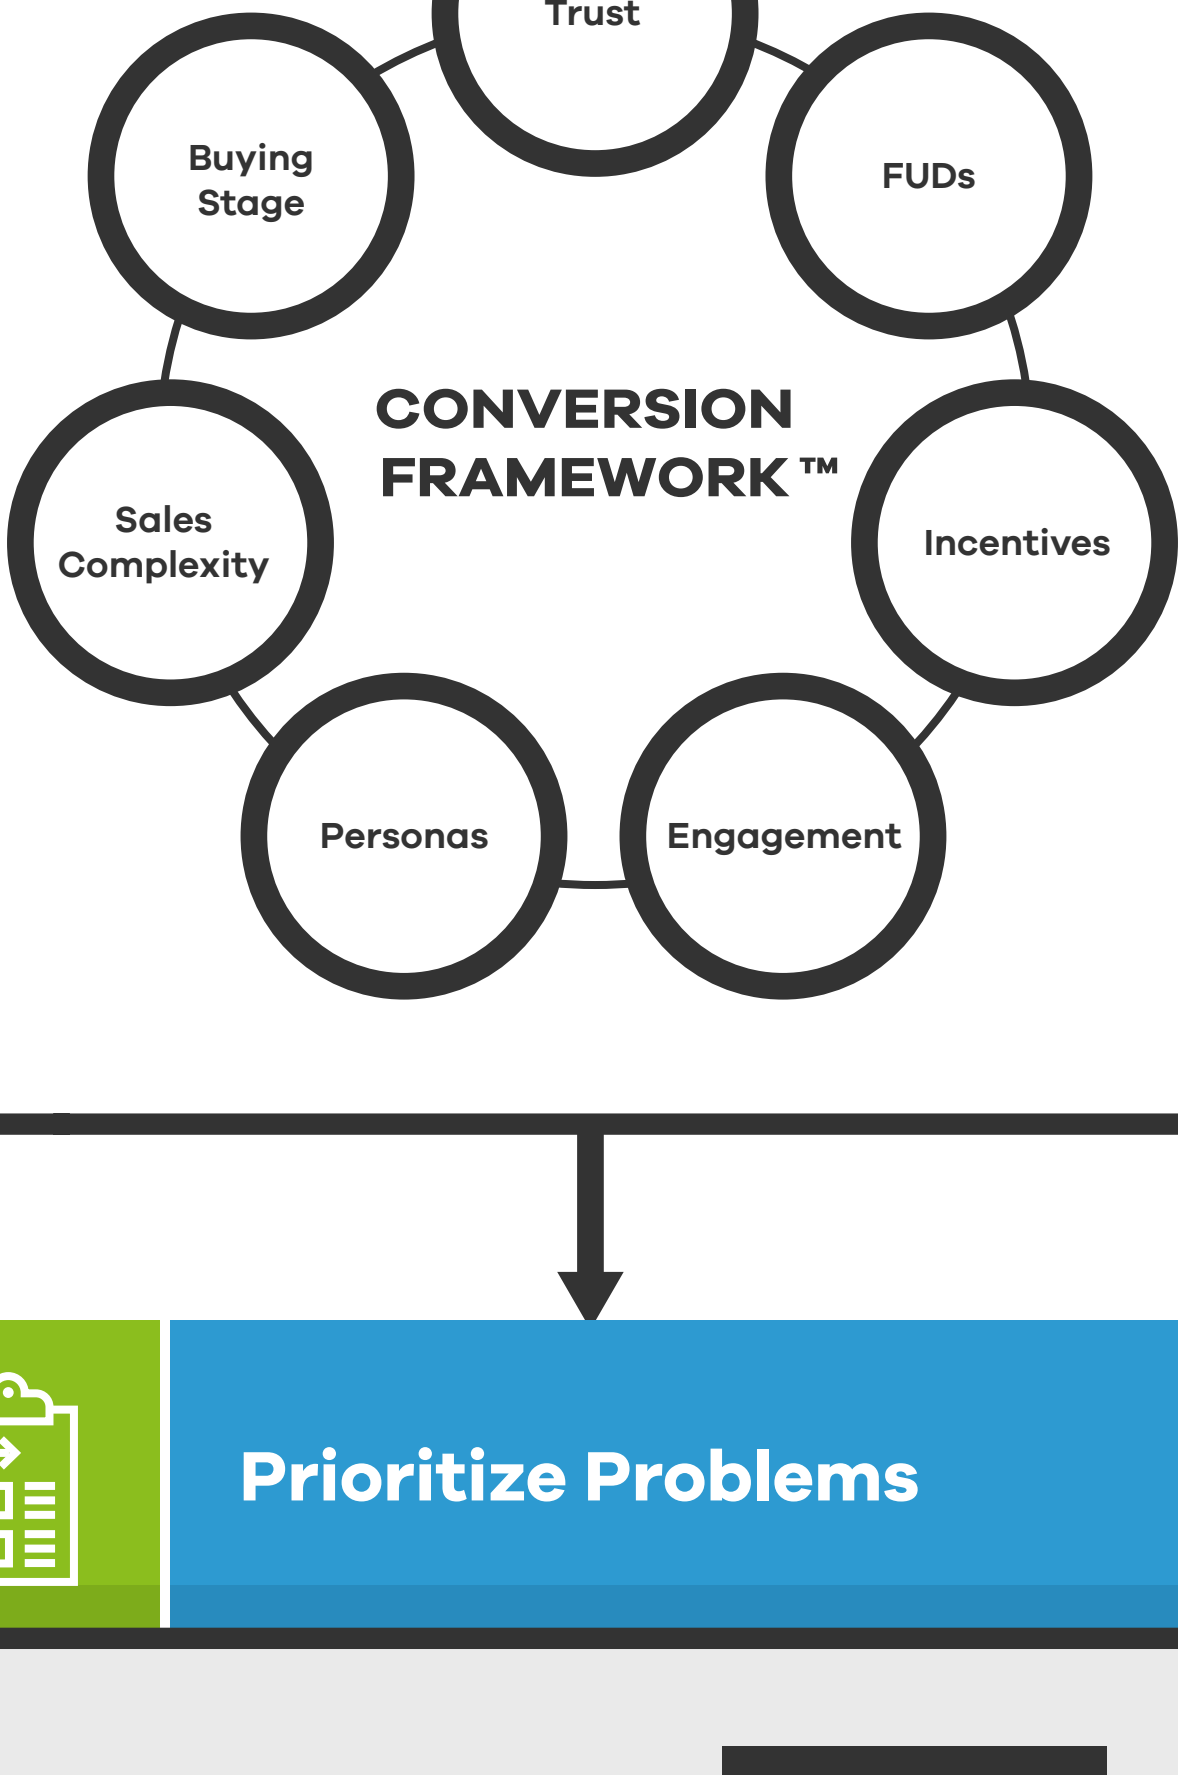 Trust
Buying
Stage
FUDs
CONVERSION
FRAMEWORK™
Sales
Complexity
Incentives
Personas
Engagement
Prioritize Problems